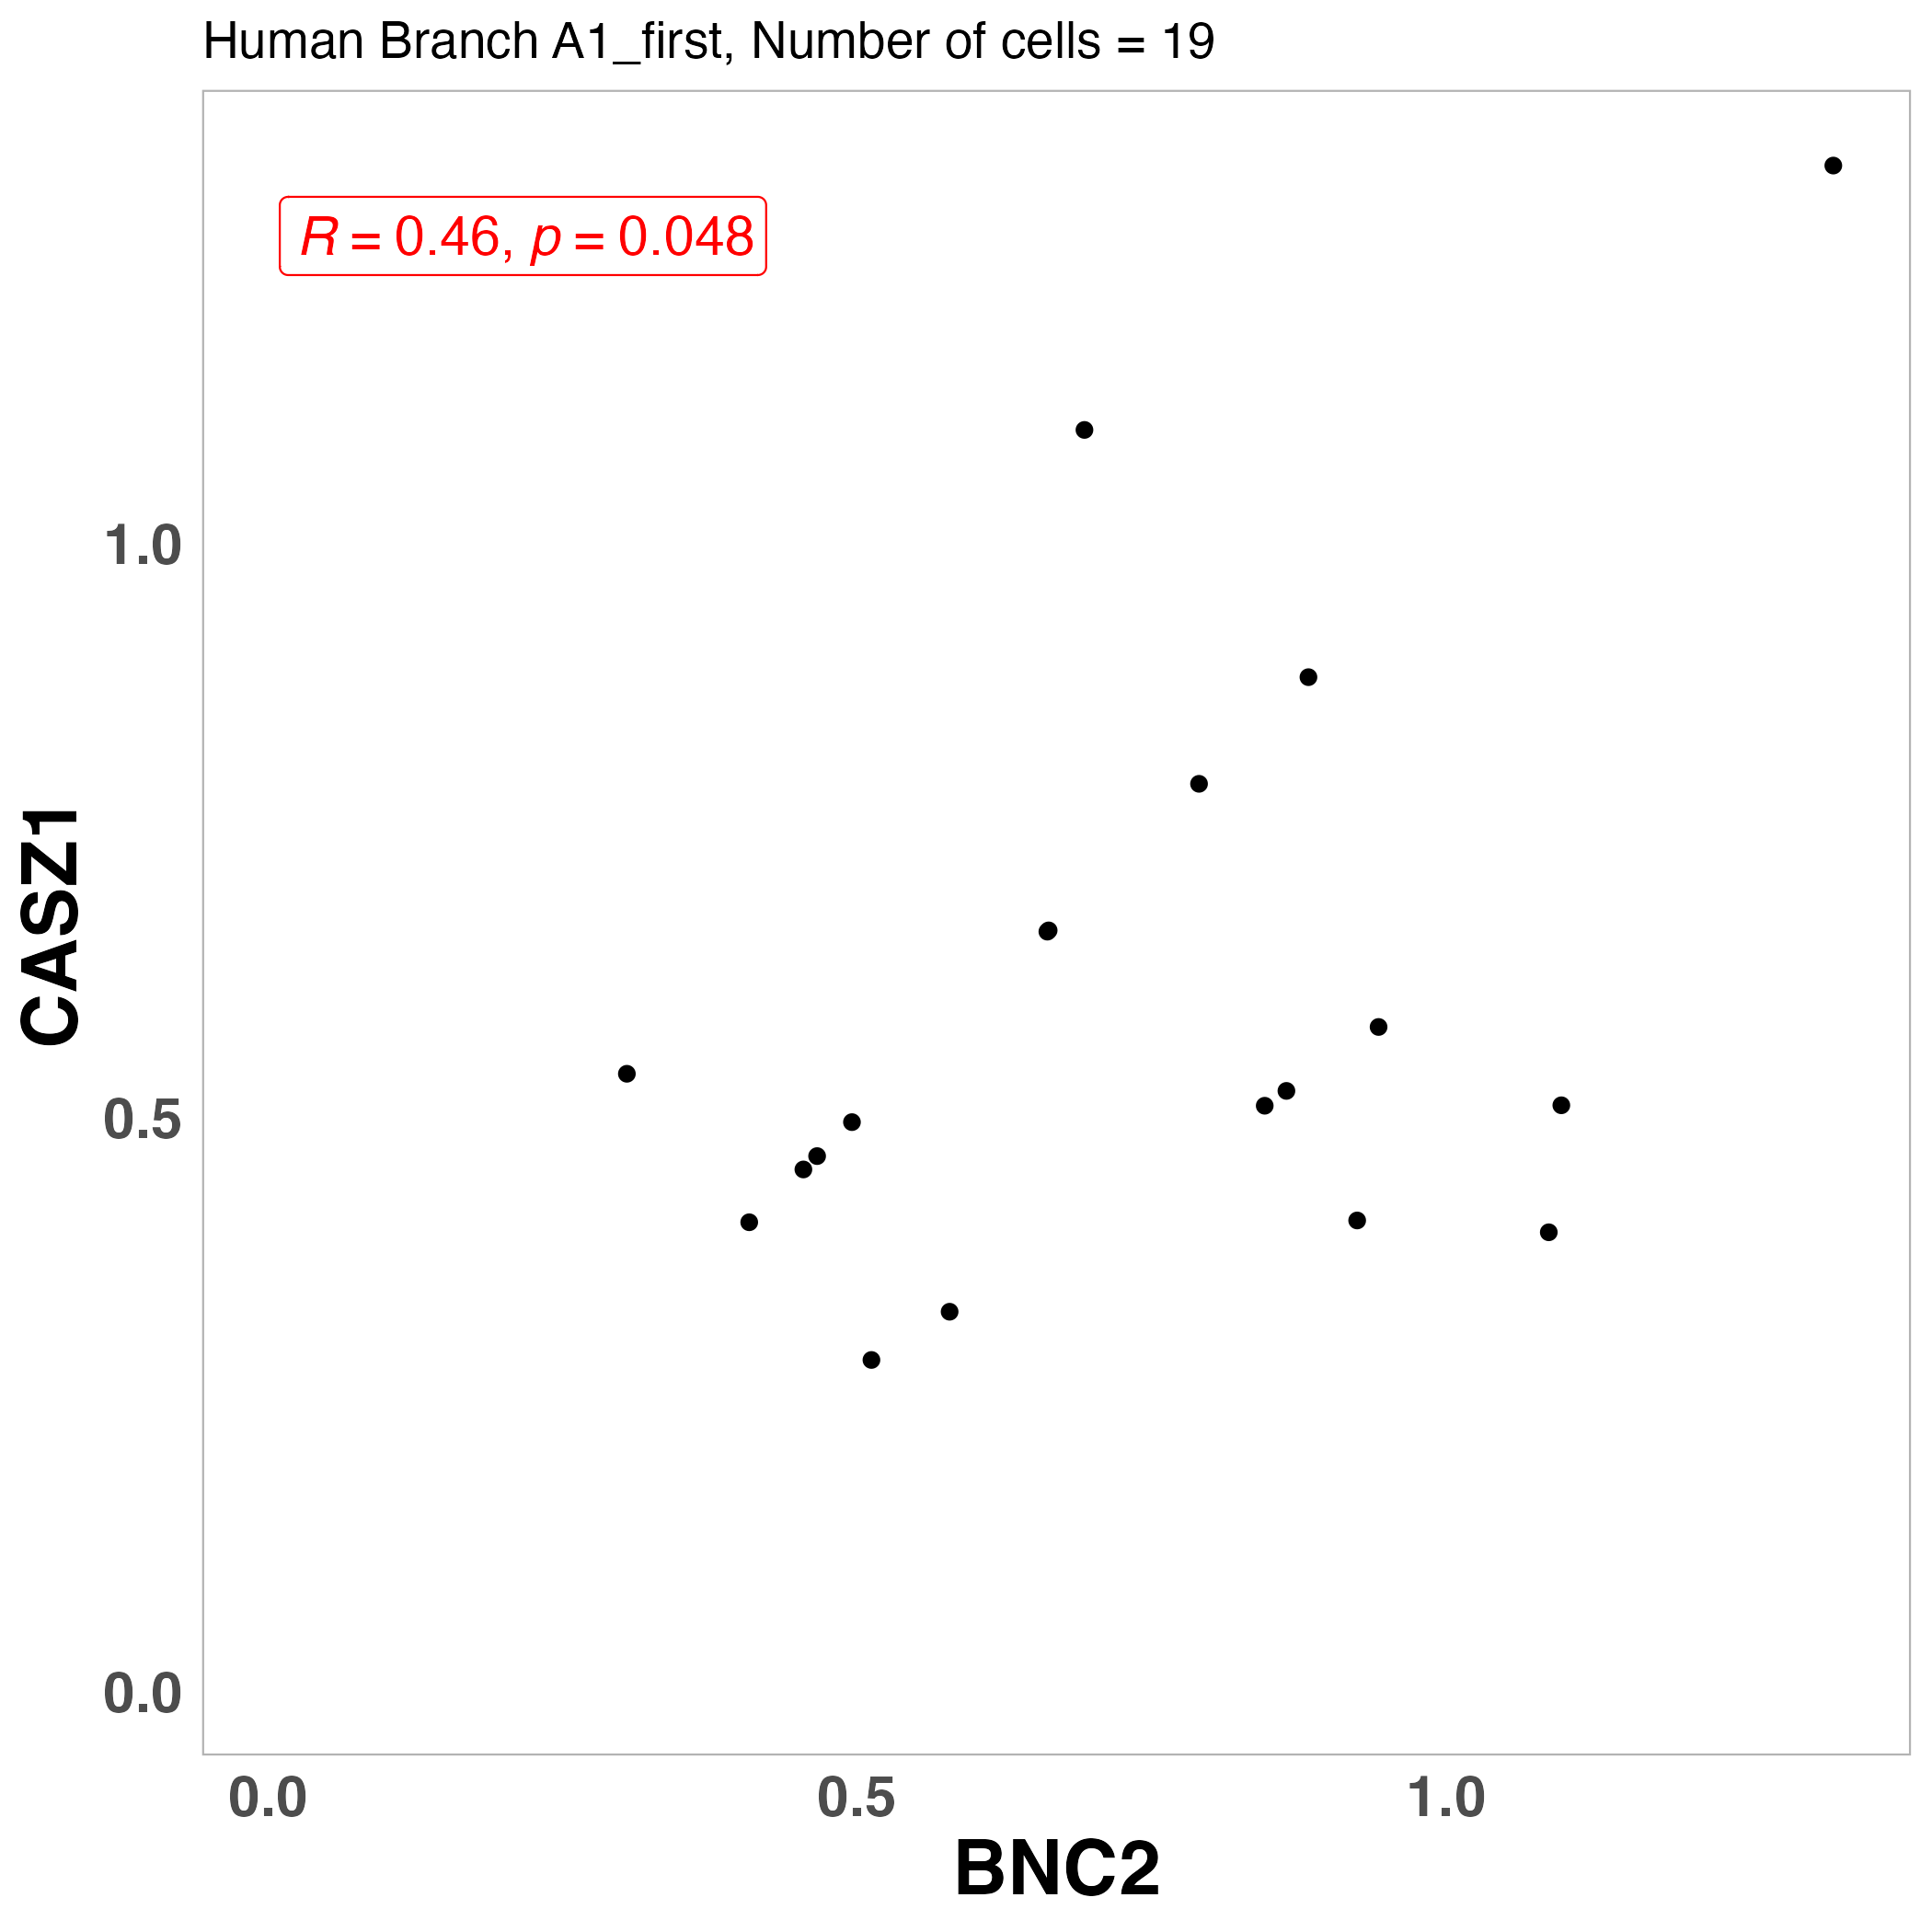 Human Branch A1_first, Number of cells = 19
R = 0.46, p = 0.048
1.0
0.5
0.0
CASZ1
0.0 0.5 1.0
BNC2